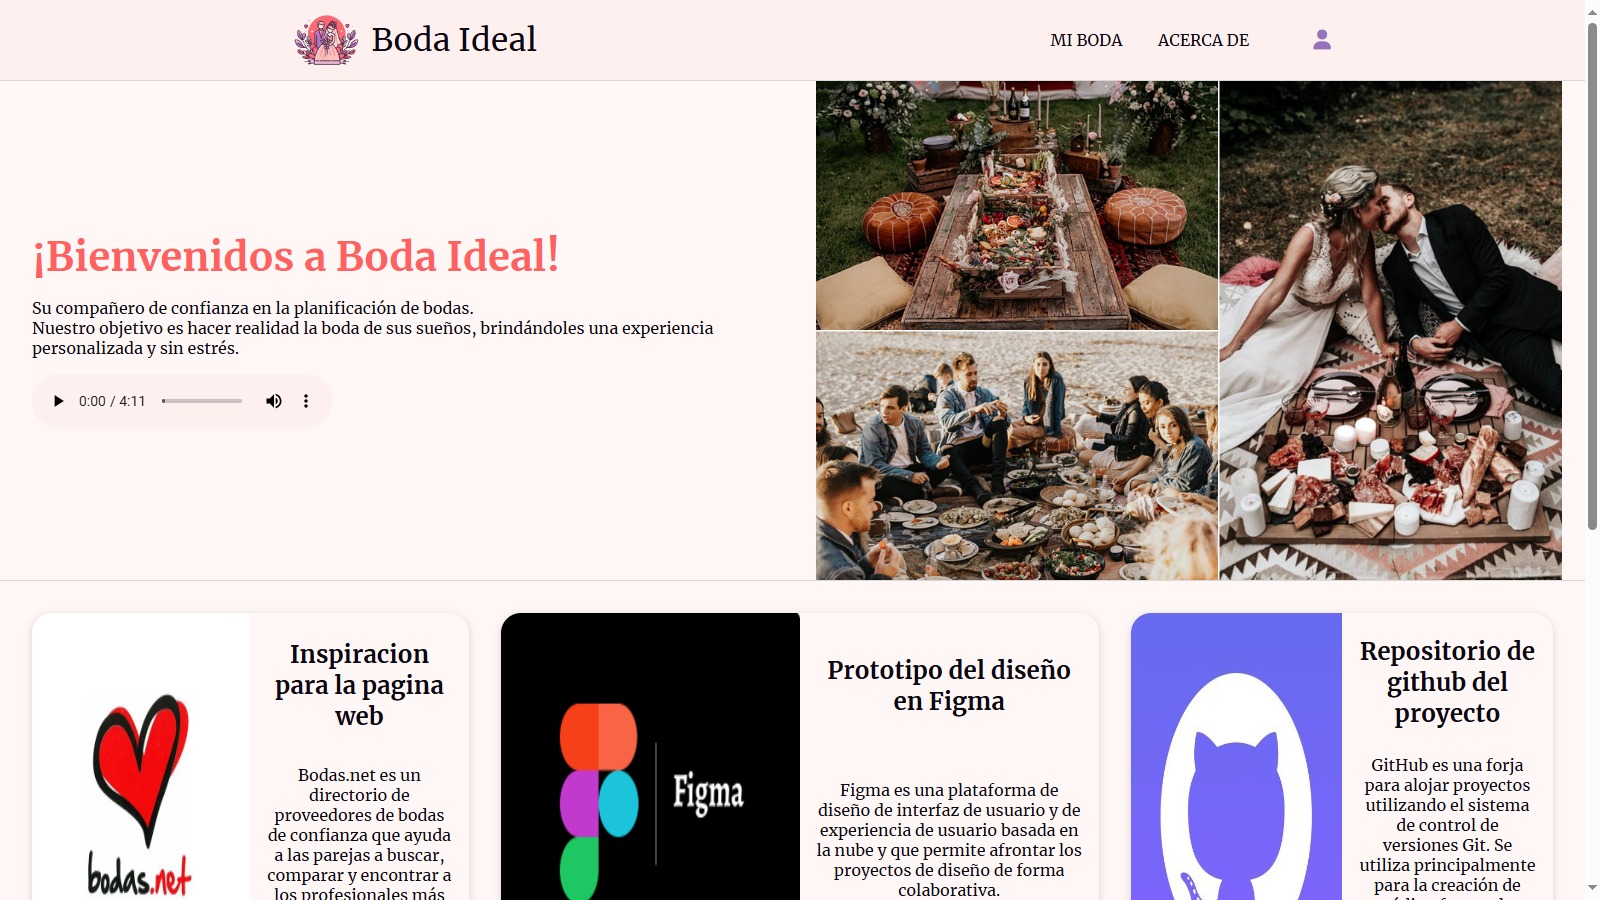 Boda Ideal
MI BODA
ACERCA DE
¡Bienvenidos a Boda Ideal!
Su compañero de confianza en la planificación de bodas.
Nuestro objetivo es hacer realidad la boda de sus sueños, brindándoles una experiencia
personalizada y sin estrés.
0:00 / 4:11
bodas.net
Inspiracion
para la pagina
web
Bodas.net es un
directorio de
proveedores de bodas
de confianza que ayuda
a las parejas a buscar,
comparar y encontrar a
los profesionales más
Figma
Prototipo del diseño
en Figma
Figma es una plataforma de
diseño de interfaz de usuario y de
experiencia de usuario basada en
la nube y que permite afrontar los
proyectos de diseño de forma
colaborativa.
Repositorio de
github del
proyecto
GitHub es una forja
para alojar proyectos
utilizando el sistema
de control de
versiones Git. Se
utiliza principalmente
para la creación de